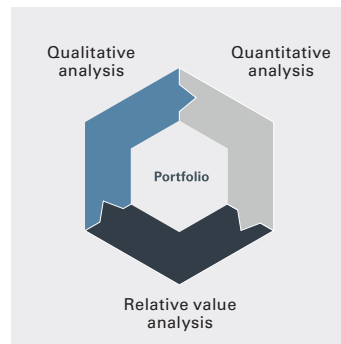 Qualitative
analysis
Quantitative
analysis
Portfolio
Relative value
analysis